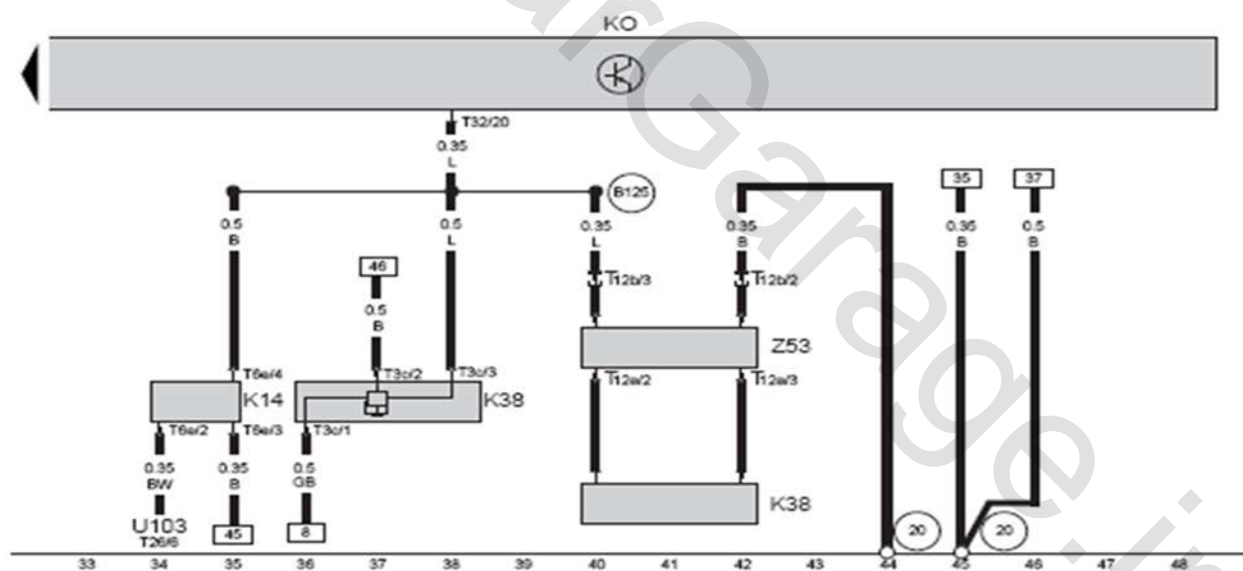 KO
T32/20
0.35
L
B125
35
37
0.5
B
0.5
L
0.35
L
0.35
B
0.35
B
0.5
B
46
0.5
B
T12b/3
T12b/2
Z53
T6e/4
T3c/2
T3c/3
T12a/2
T12a/3
K14
K38
T6e/2
T6e/3
T3c/1
0.35
BW
0.35
B
0.5
GB
K38
U103
T26/6
45
8
20
20
33 34 35 36 37 38 39 40 41 42 43 44 45 46 47 48
arGarage.in